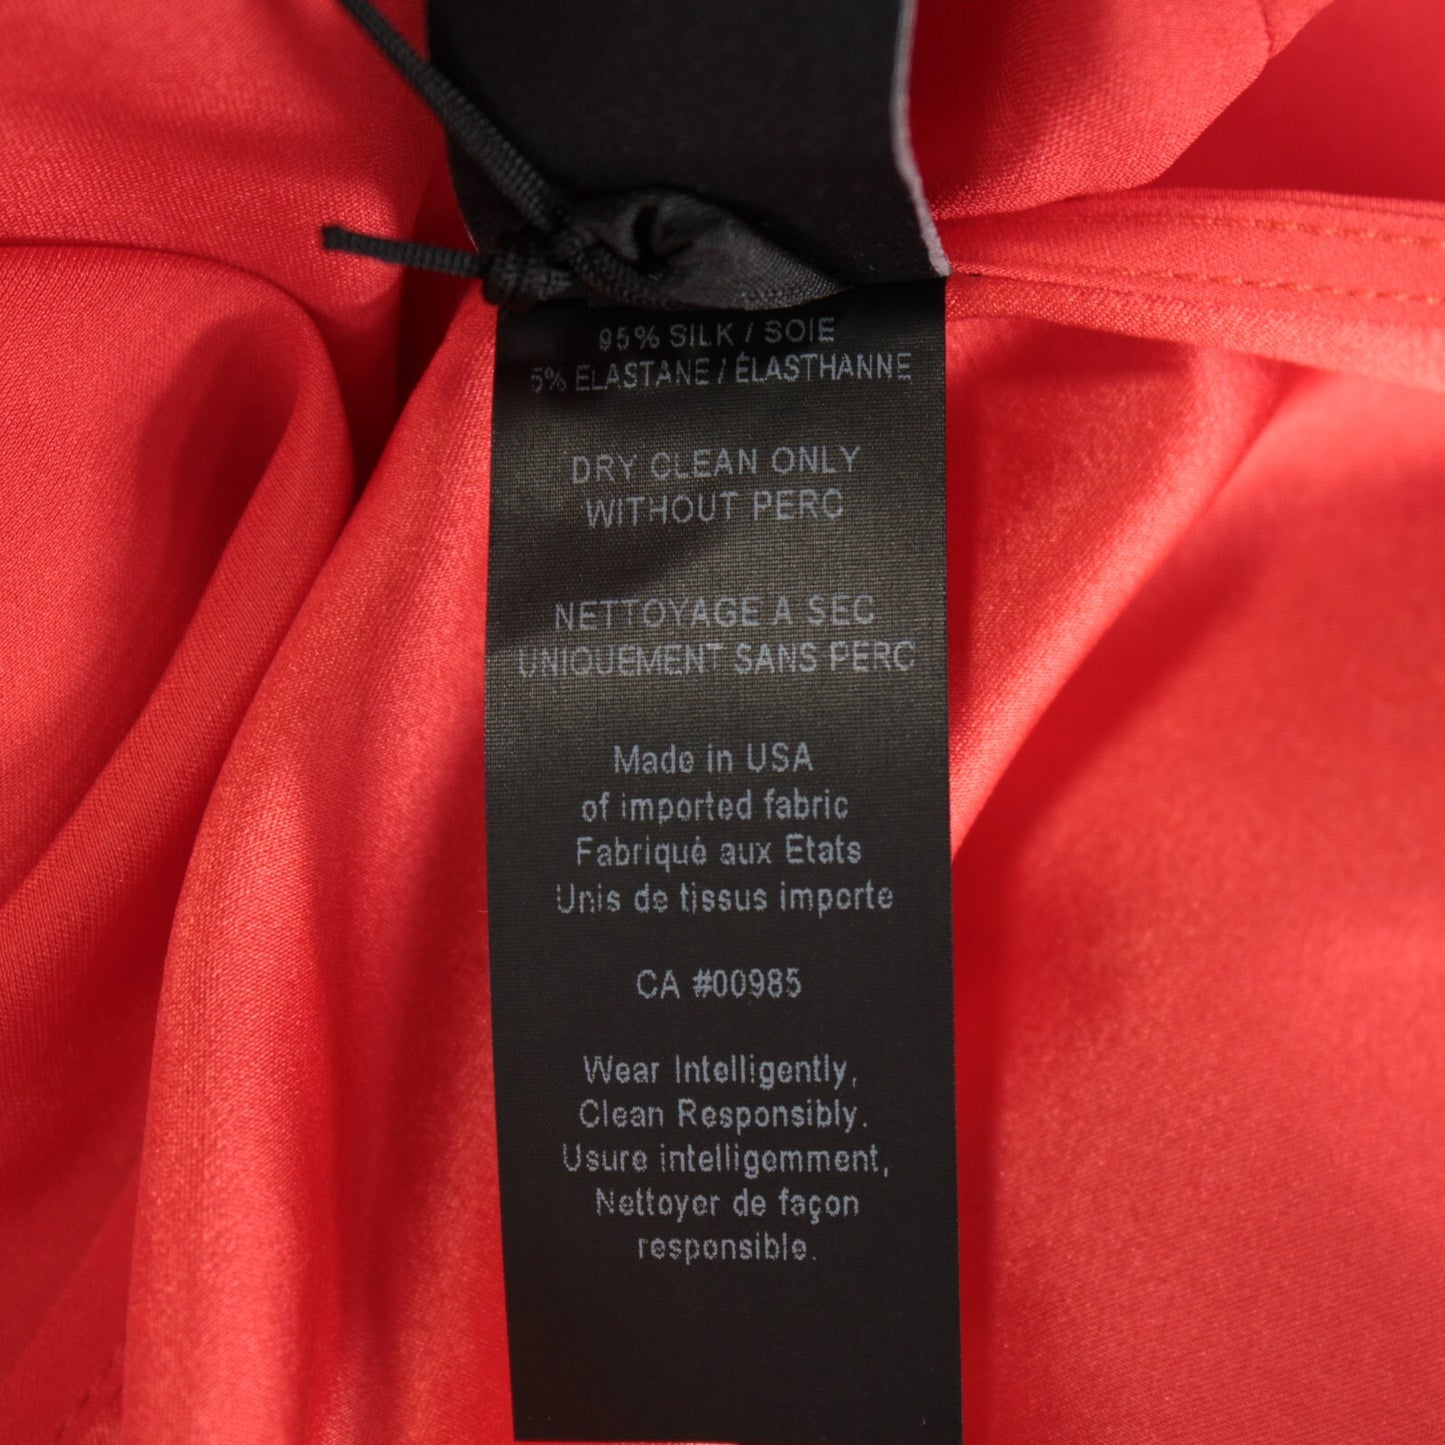 95% SILK / SOIE
5% ELASTANE / ÉLASTHANNE
DRY CLEAN ONLY
WITHOUT PERC
NETTOYAGE A SEC
UNIQUEMENT SANS PERC
Made in USA
of imported fabric
Fabriqué aux Etats
Unis de tissus importe
CA #00985
Wear Intelligently,
Clean Responsibly.
Usure intelligemment,
Nettoyer de façon
responsible.